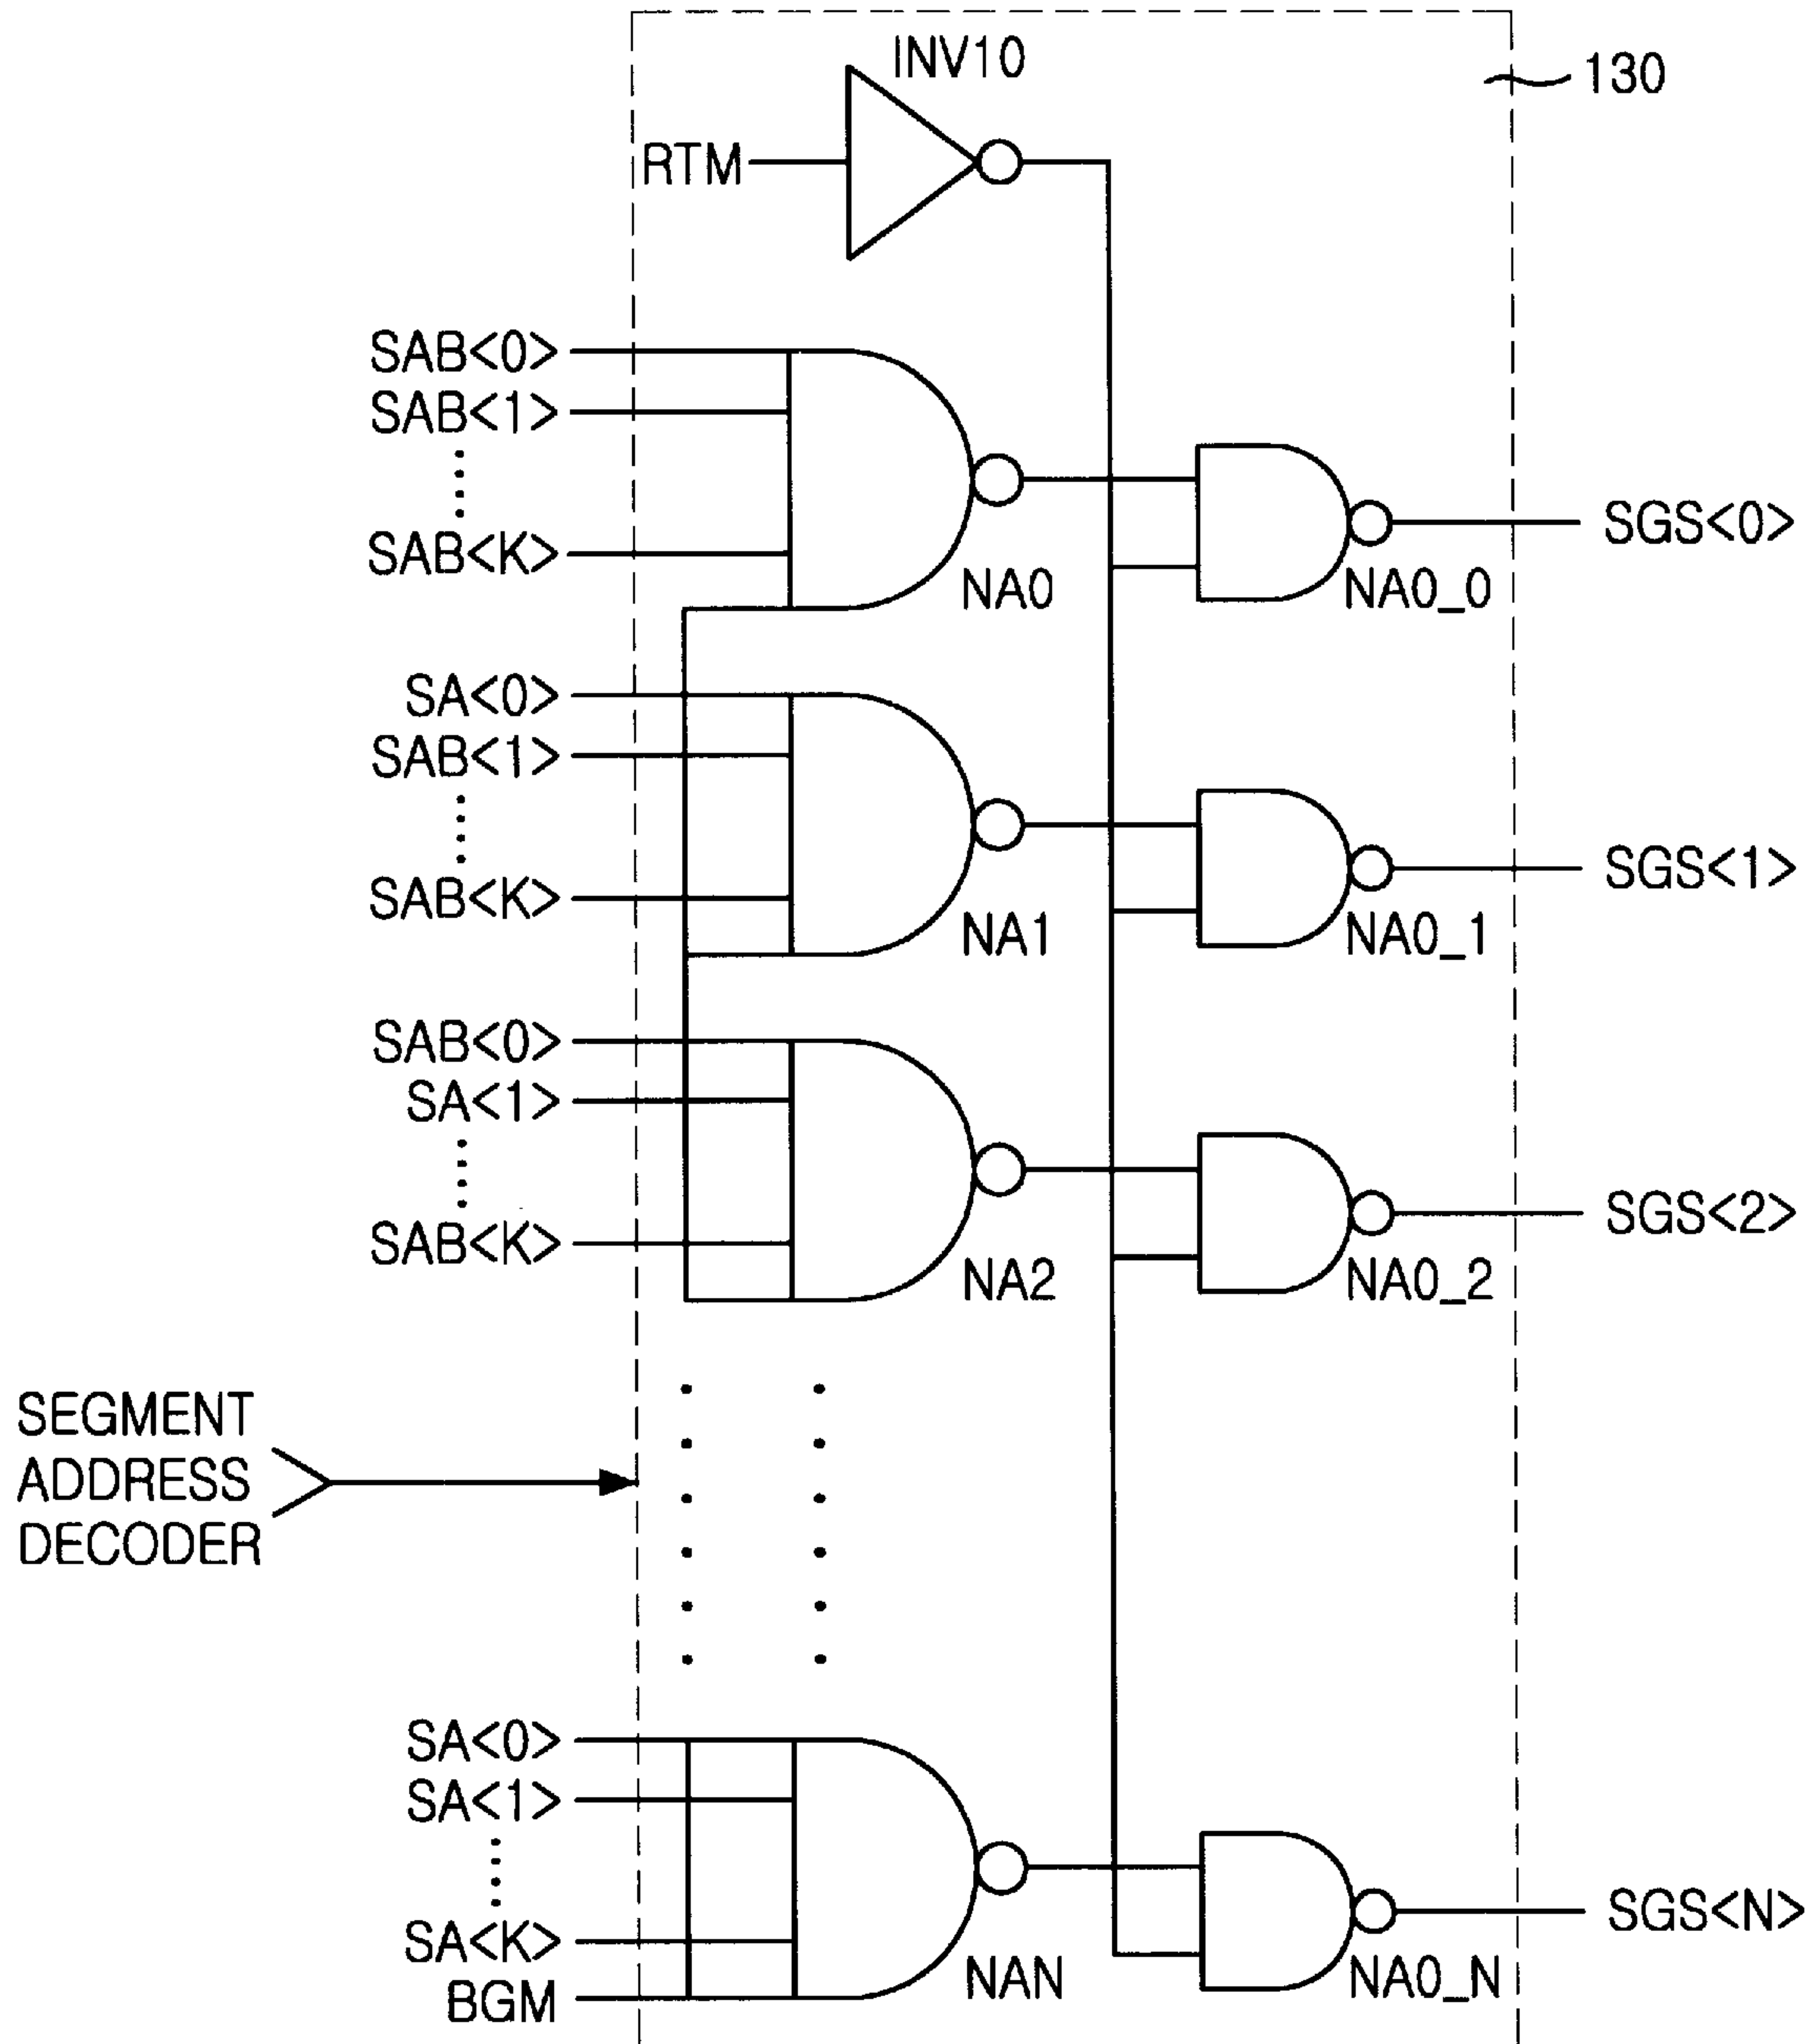 INV10
130
RTM
SAB<0>
SAB<1>
SAB<K>
NA0
NA0_0
SGS<0>
SA<0>
SAB<1>
SAB<K>
NA1
NA0_1
SGS<1>
SAB<0>
SA<1>
SAB<K>
NA2
NA0_2
SGS<2>
SEGMENT
ADDRESS
DECODER
SA<0>
SA<1>
SA<K>
BGM
NAN
NA0_N
SGS<N>